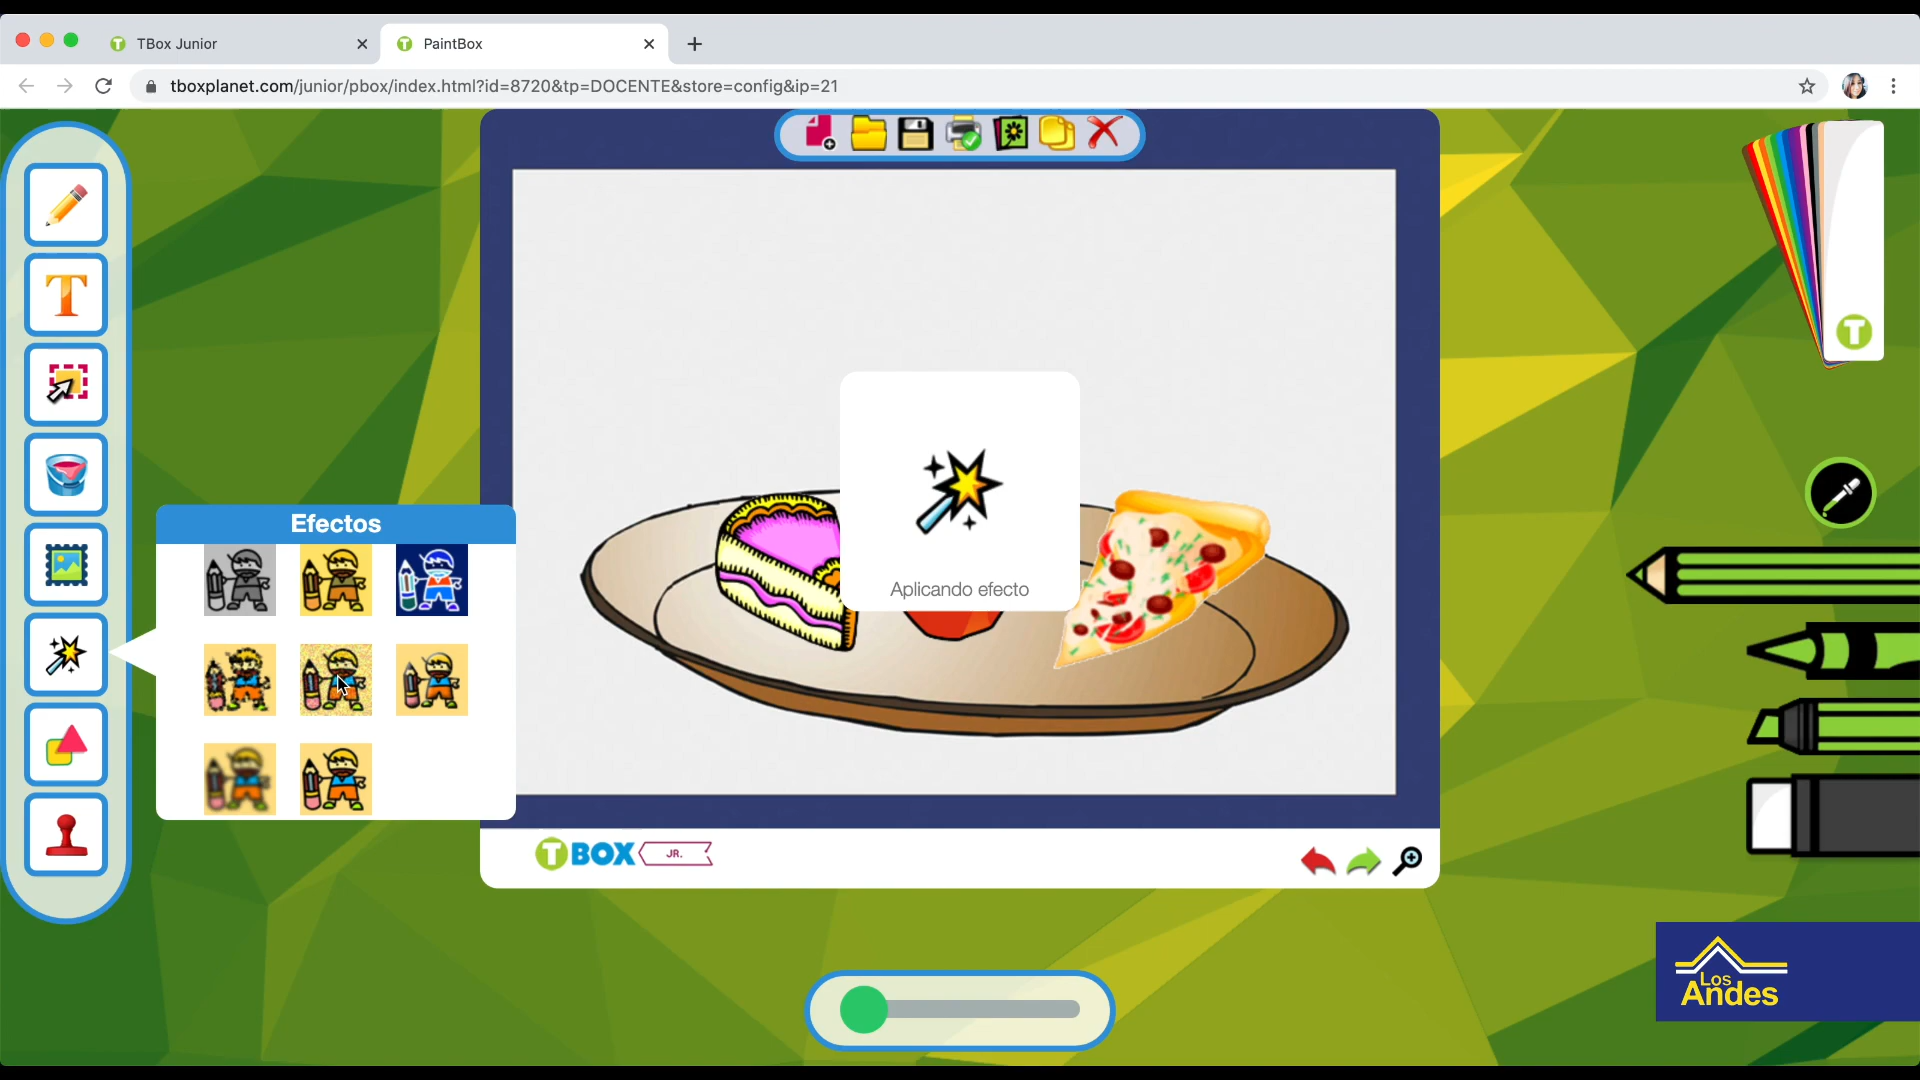 TBox Junior
PaintBox
tboxplanet.com/junior/pbox/index.html?id=8720&tp=DOCENTE&store=config&ip=21
T
Efectos
Aplicando efecto
T BOX JR.
T
Los
Andes